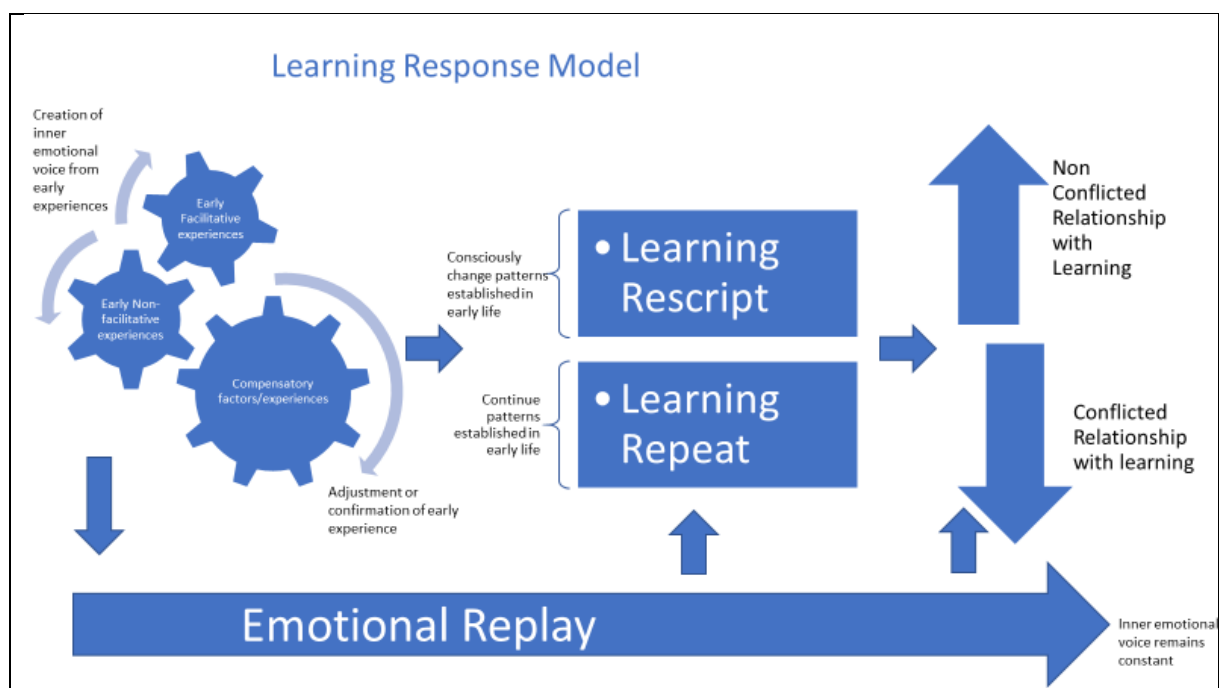 Learning Response Model
Creation of
inner
emotional
voice from
early
experiences
Early
Facilitative
experiences
Early Non-
facilitative
experiences
Compensatory
factors/experiences
Adjustment or
confirmation of early
experience
Consciously
change patterns
established in
early life
• Learning
Rescript
Continue
patterns
established in
early life
• Learning
Repeat
Non
Conflicted
Relationship
with
Learning
Conflicted
Relationship
with learning
Emotional Replay
Inner emotional
voice remains
constant